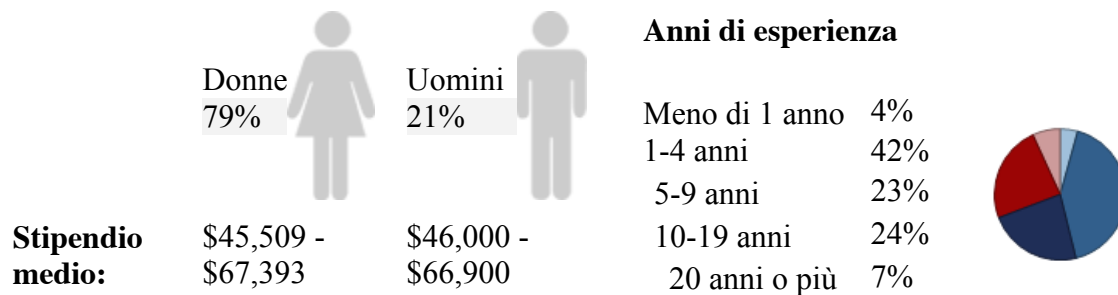 Donne
79%
Uomini
21%
Stipendio medio:
$45,509 -
$67,393
$46,000 -
$66,900
Anni di esperienza
Meno di 1 anno 4%
1-4 anni 42%
5-9 anni 23%
10-19 anni 24%
20 anni o più 7%